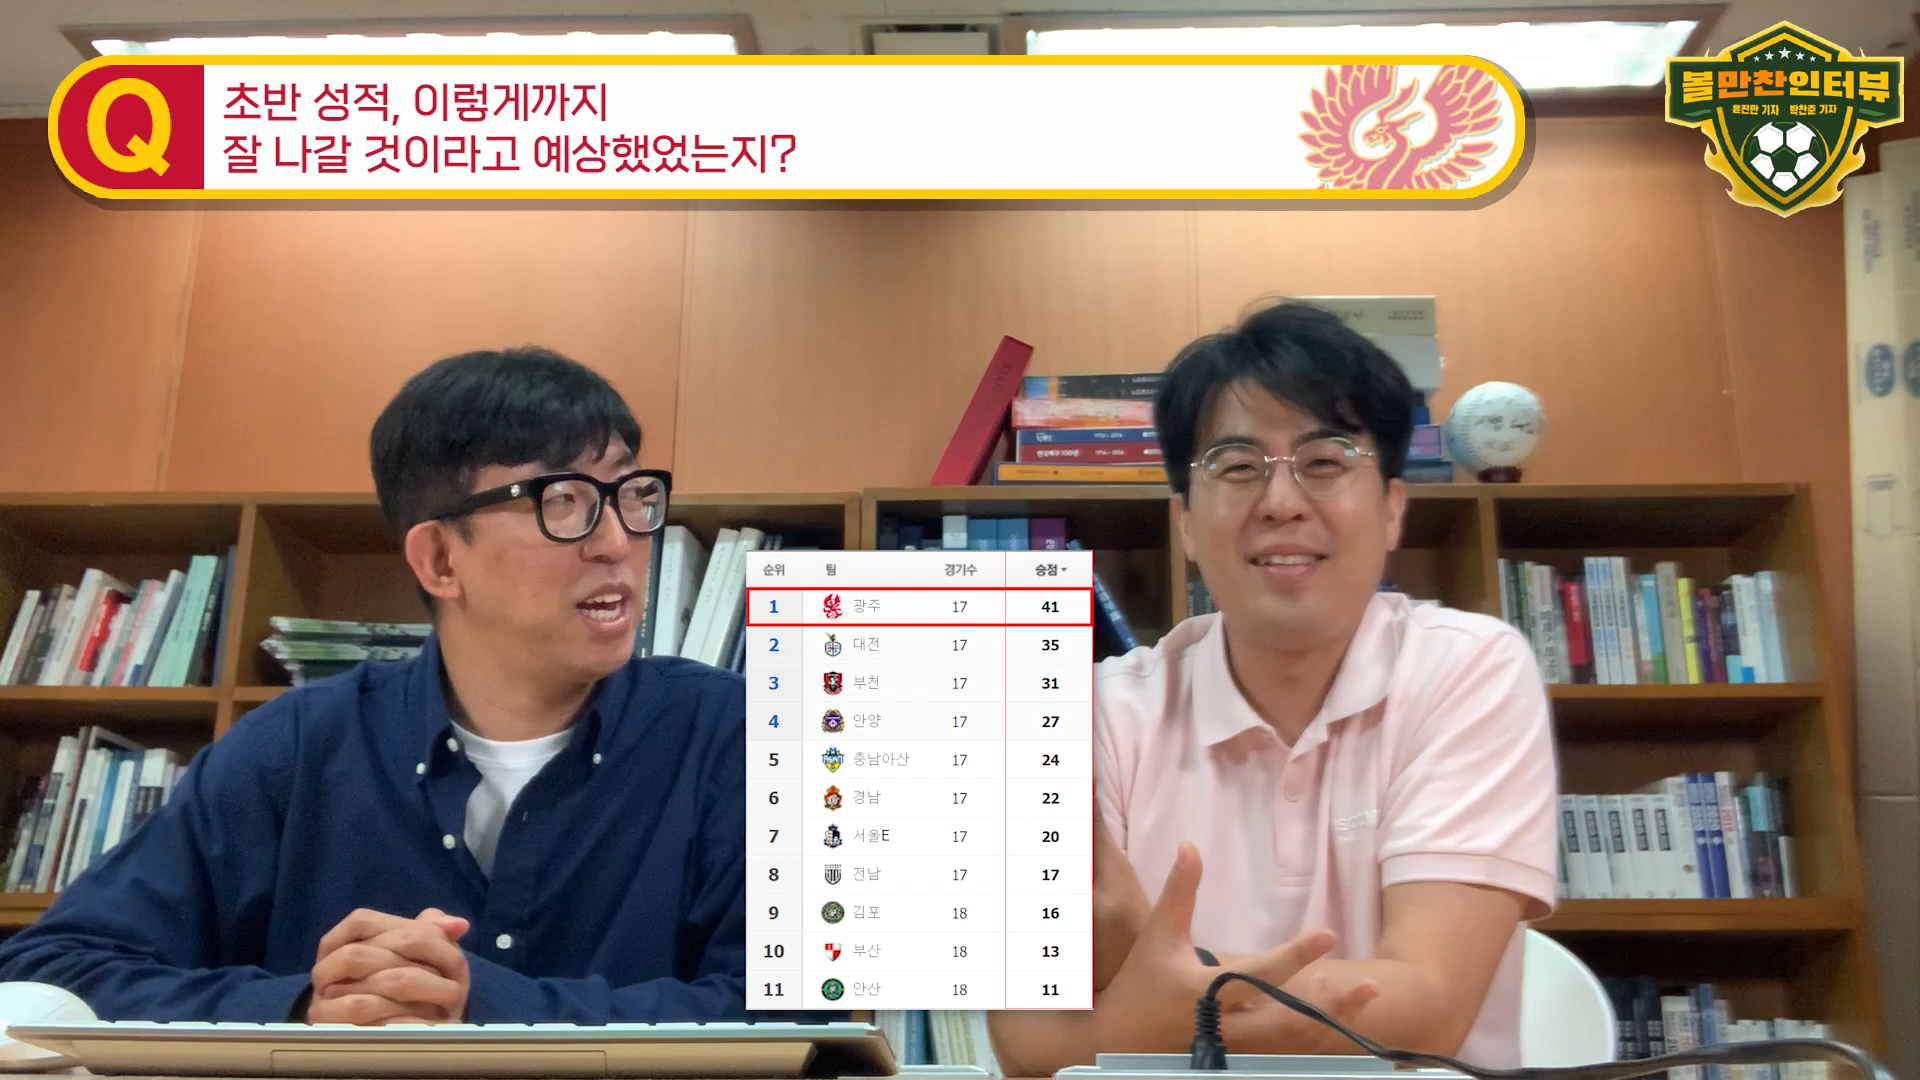 Q
초반 성적, 이렇게까지
잘 나갈 것이라고 예상했었는지?
볼만찬인터뷰
윤진만 기자 박찬준 기자
순위 팀 경기수 승점
1 광주 17 41
2 대전 17 35
3 부천 17 31
4 안양 17 27
5 충남아산 17 24
6 경남 17 22
7 서울E 17 20
8 전남 17 17
9 김포 18 16
10 부산 18 13
11 안산 18 11